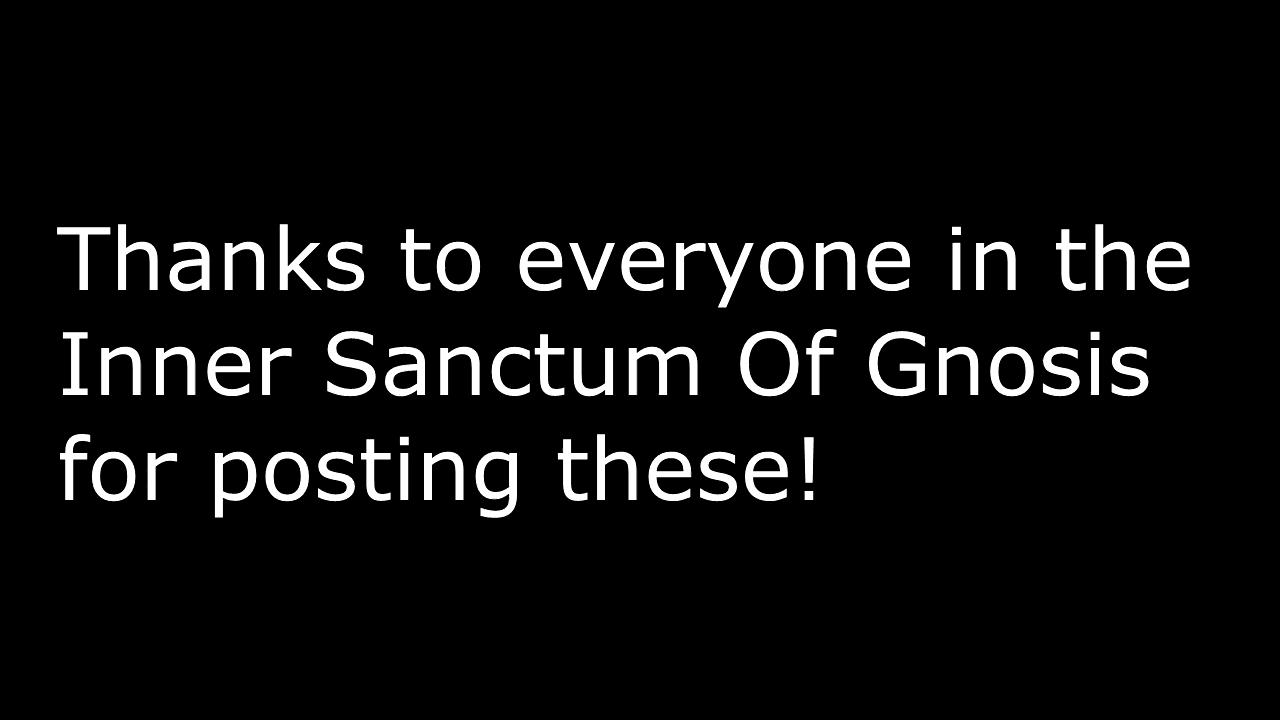 Thanks to everyone in the
Inner Sanctum Of Gnosis
for posting these!